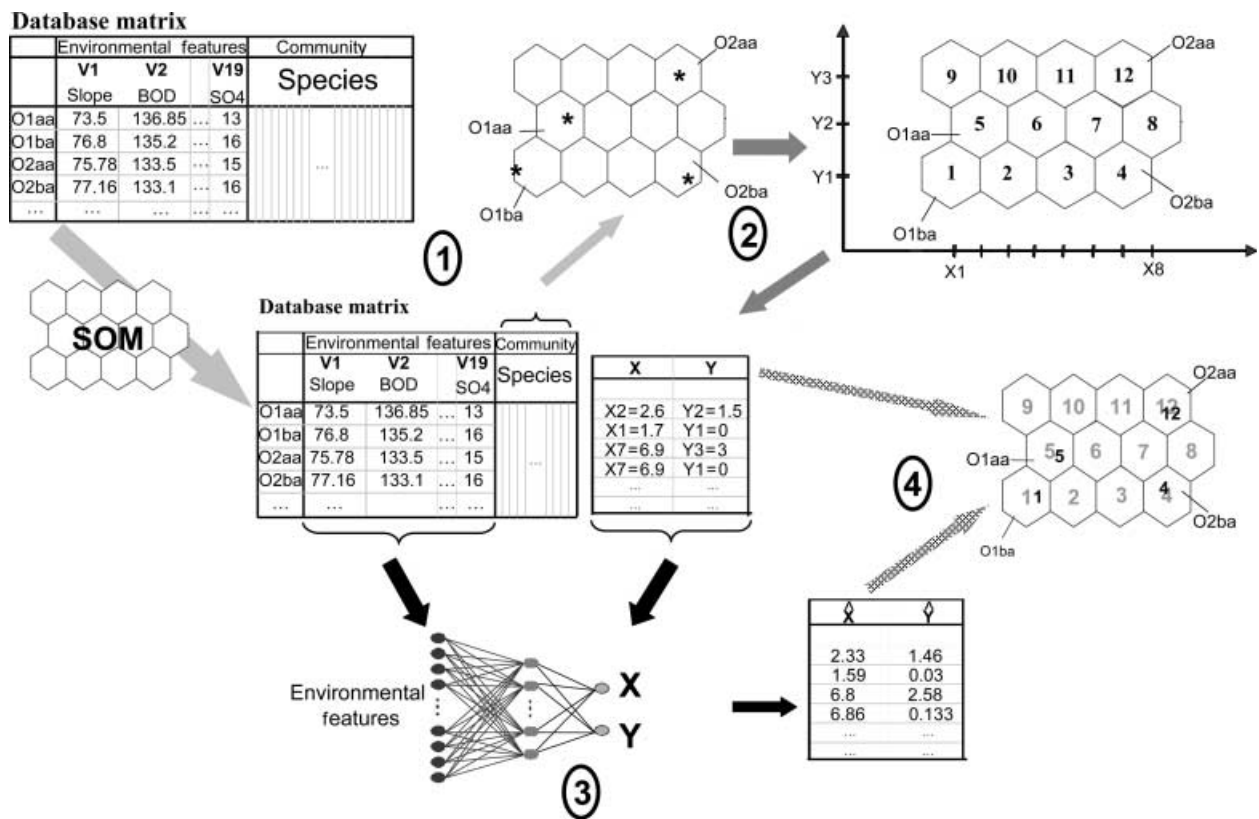 Database matrix
Environmental features Community
V1 V2 V19 Species
Slope BOD SO4
O1aa 73.5 136.85 ... 13
O1ba 76.8 135.2 ... 16
O2aa 75.78 133.5 ... 15 ...
O2ba 77.16 133.1 ... 16
... ... ... ... ...
O2aa
*
O1aa *
* *
O2ba
O1ba
O2aa
Y3 9 10 11 12
Y2 5 6 7 8
O1aa
Y1 1 2 3 4
O2ba
O1ba
X1 X8
1
2
SOM
Database matrix
Environmental features Community
V1 V2 V19 Species
Slope BOD SO4
O1aa 73.5 136.85 ... 13
O1ba 76.8 135.2 ... 16
O2aa 75.78 133.5 ... 15 ...
O2ba 77.16 133.1 ... 16
... ... ... ...
X Y
X2=2.6 Y2=1.5
X1=1.7 Y1=0
X7=6.9 Y3=3
X7=6.9 Y1=0
... ...
... ...
O2aa
9 10 11 12 12
O1aa 5 5 6 7 8
1 1 2 3 4 4
O2ba
O1ba
4
Environmental
features
X
Y
3
X̂ Ŷ
2.33 1.46
1.59 0.03
6.8 2.58
6.86 0.133
... ...
... ...